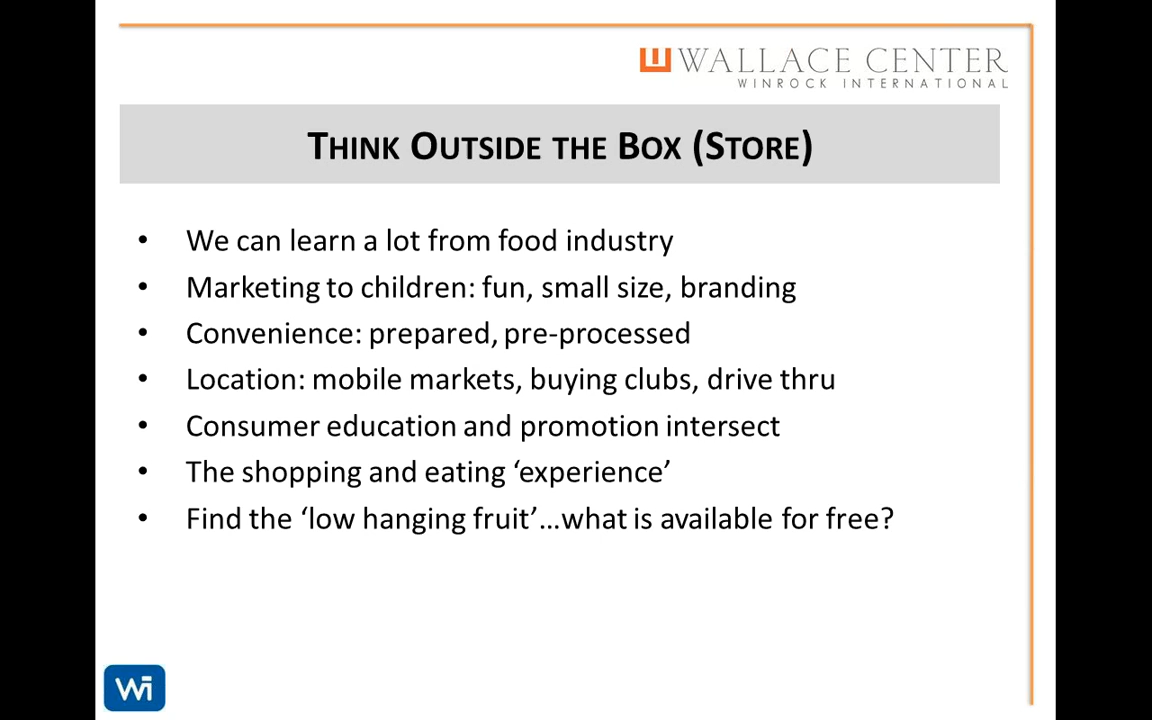 WALLACE CENTER
WINROCK INTERNATIONAL
THINK OUTSIDE THE BOX (STORE)
• We can learn a lot from food industry
• Marketing to children: fun, small size, branding
• Convenience: prepared, pre-processed
• Location: mobile markets, buying clubs, drive thru
• Consumer education and promotion intersect
• The shopping and eating ‘experience’
• Find the ‘low hanging fruit’…what is available for free?
Wi